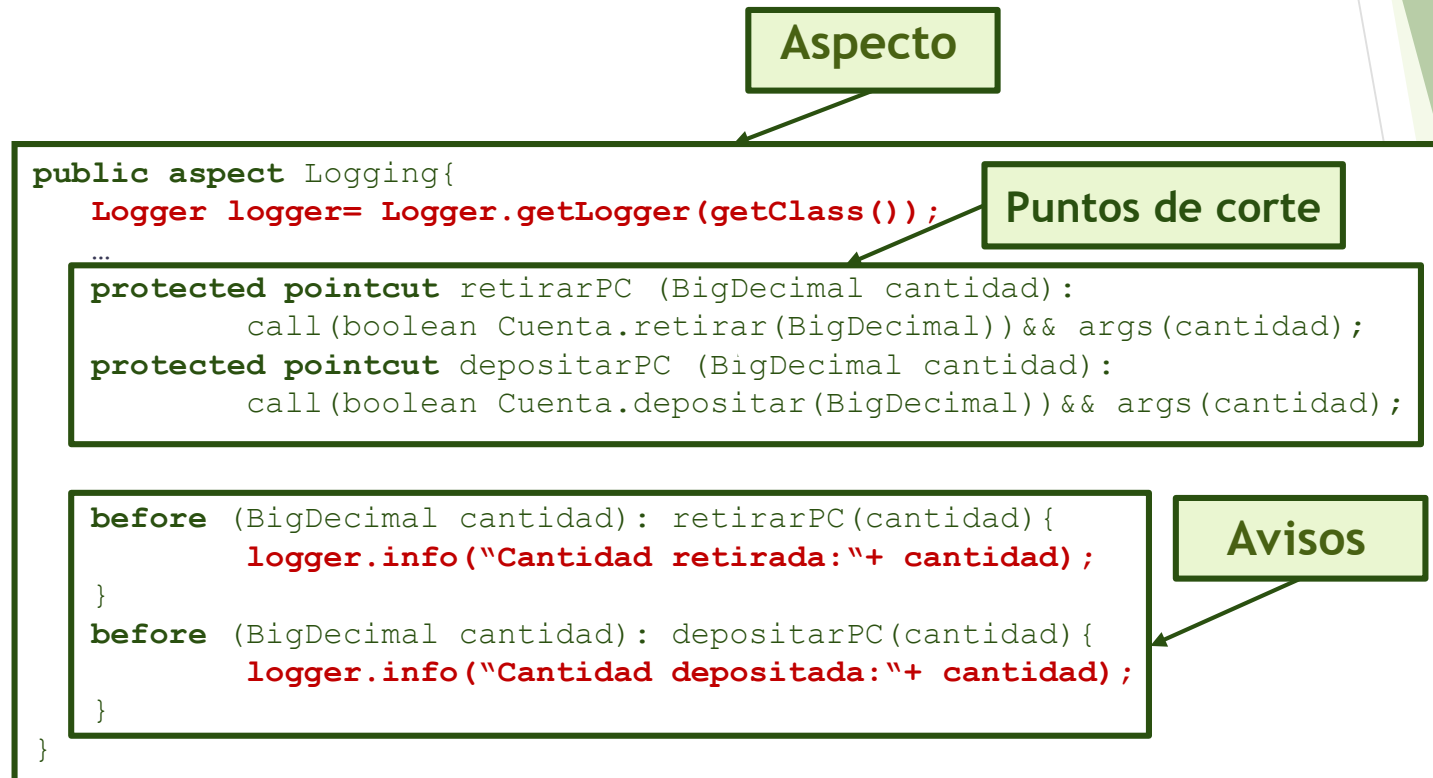 Aspecto
public aspect Logging{
Logger logger= Logger.getLogger(getClass());
Puntos de corte
…
protected pointcut retirarPC (BigDecimal cantidad):
call(boolean Cuenta.retirar(BigDecimal))&& args(cantidad);
protected pointcut depositarPC (BigDecimal cantidad):
call(boolean Cuenta.depositar(BigDecimal))&& args(cantidad);
before (BigDecimal cantidad): retirarPC(cantidad){
logger.info(“Cantidad retirada:“+ cantidad);
Avisos
}
before (BigDecimal cantidad): depositarPC(cantidad){
logger.info(“Cantidad depositada:“+ cantidad);
}
}